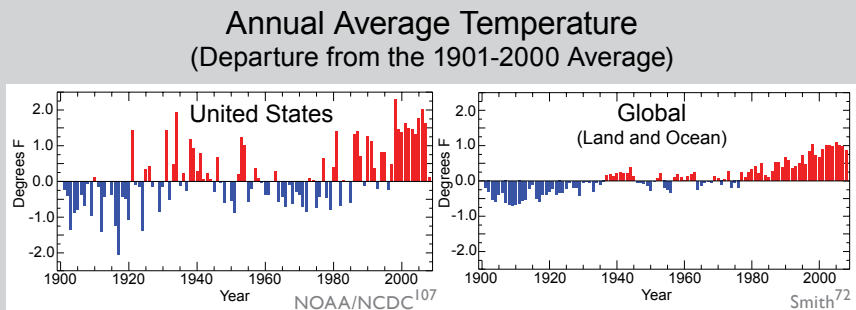 Annual Average Temperature
(Departure from the 1901-2000 Average)
United States
Degrees F
2.0
1.0
0.0
-1.0
-2.0
1900 1920 1940 1960 1980 2000
Year
NOAA/NCDC107
Global
(Land and Ocean)
Degrees F
2.0
1.0
0.0
-1.0
-2.0
1900 1920 1940 1960 1980 2000
Year
Smith72